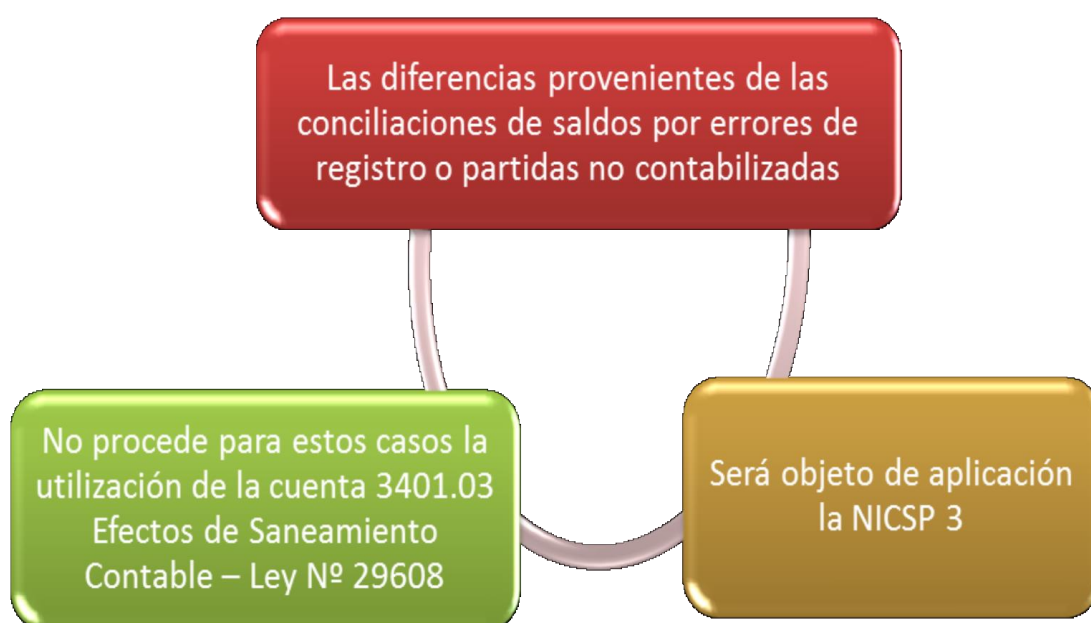 Las diferencias provenientes de las
conciliaciones de saldos por errores de
registro o partidas no contabilizadas
No procede para estos casos la
utilización de la cuenta 3401.03
Efectos de Saneamiento
Contable – Ley Nº 29608
Será objeto de aplicación
la NICSP 3